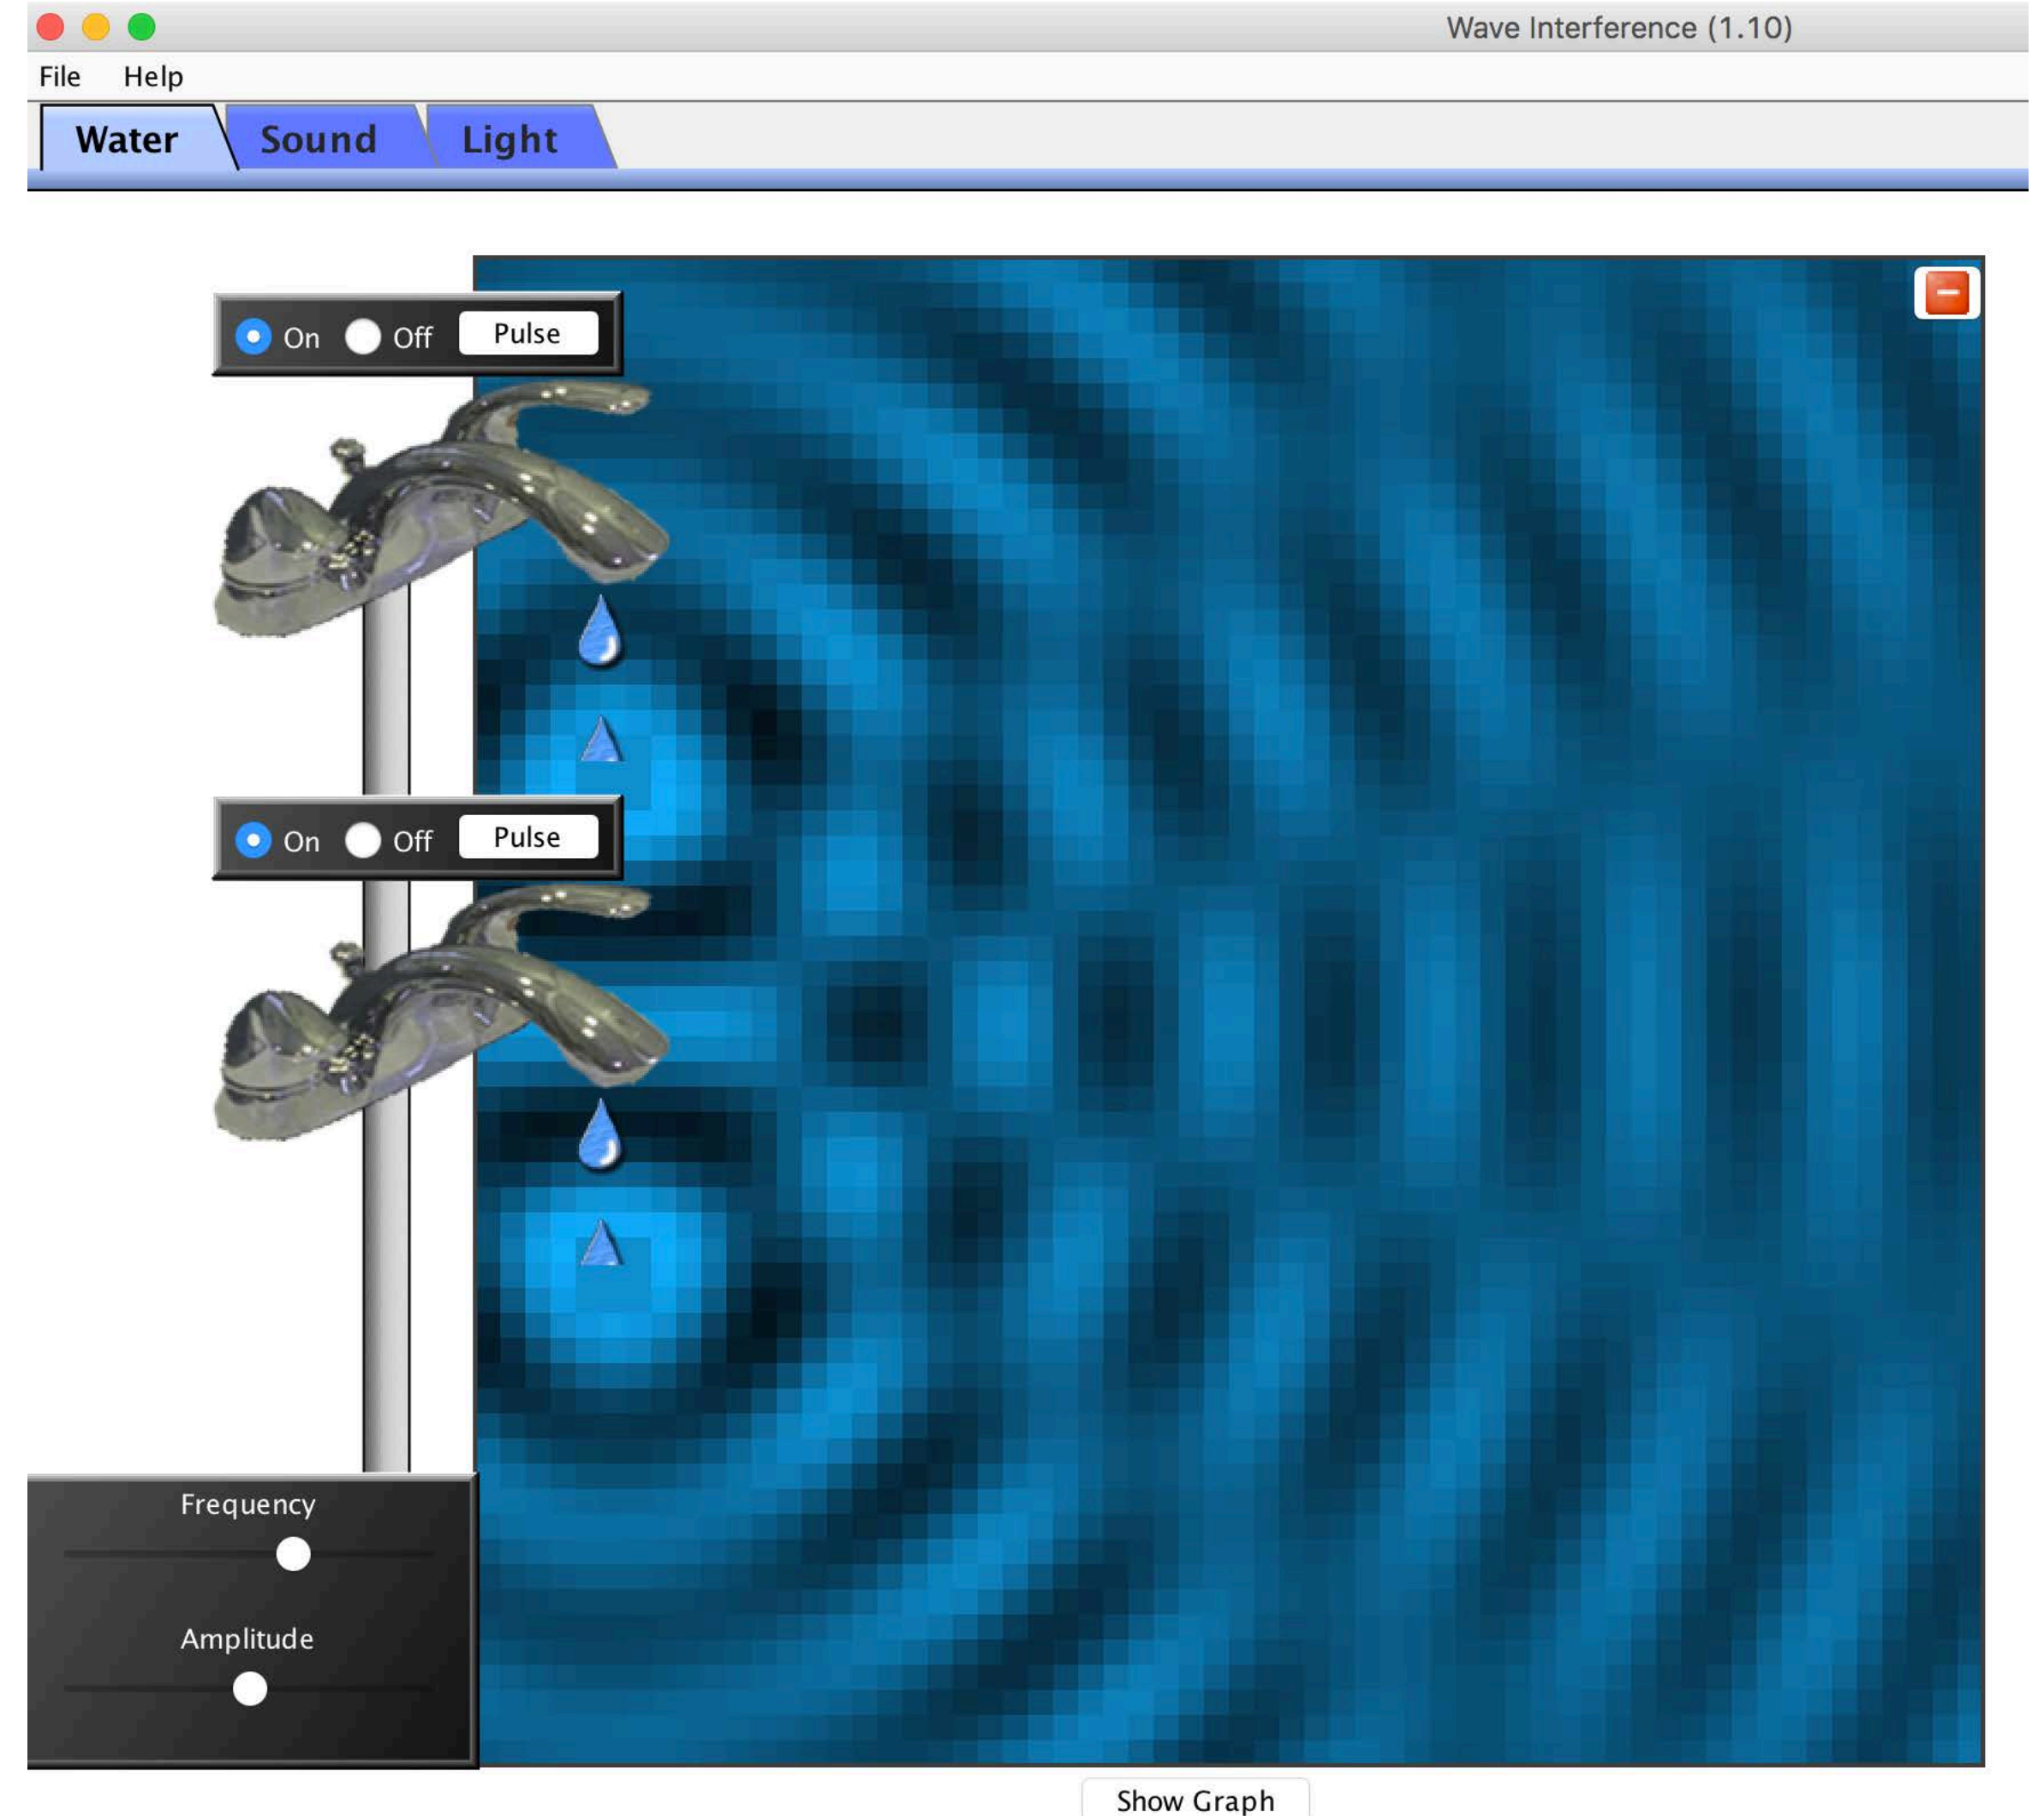 Wave Interference (1.10)
File Help
Water Sound Light
On Off Pulse
On Off Pulse
Frequency
Amplitude
Show Graph